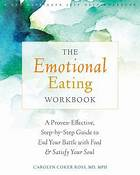 THE
Emotional
Eating
WORKBOOK
A Proven-Effective,
Step-by-Step Guide to
End Your Battle with Food
& Satisfy Your Soul
CAROLYN COKER ROSS, MD, MPH